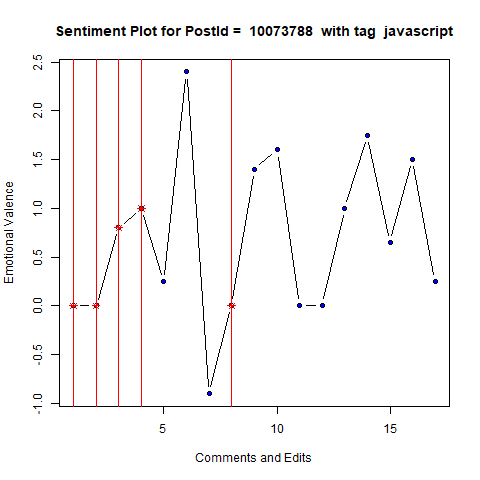 Sentiment Plot for PostId = 10073788 with tag javascript
Emotional Valence
2.5
2.0
1.5
1.0
0.5
0.0
-0.5
-1.0
5 10 15
Comments and Edits